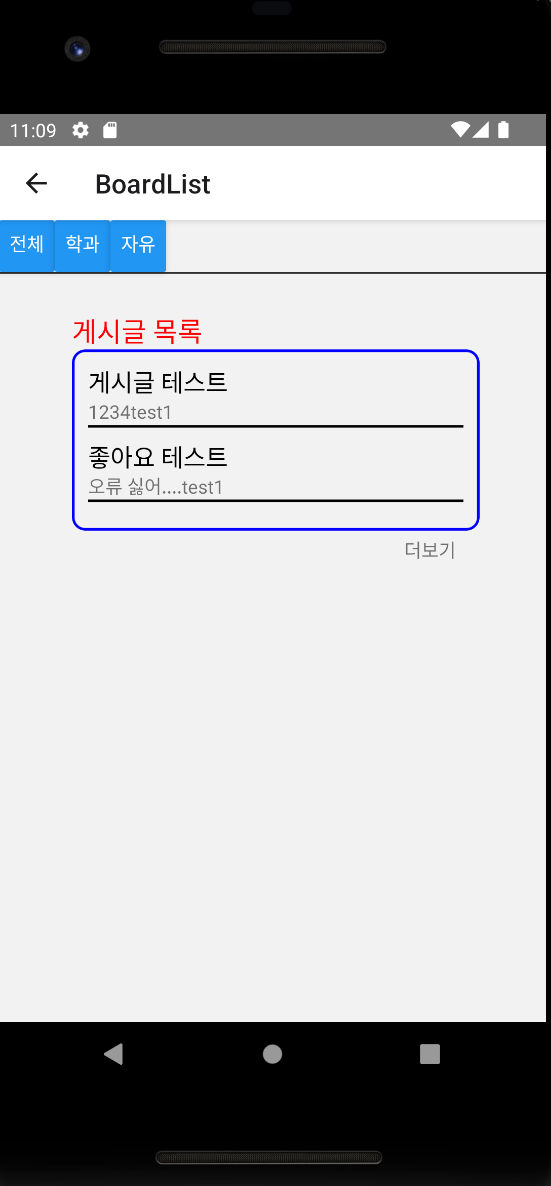 11:09
BoardList
전체 학과 자유
게시글 목록
게시글 테스트
1234test1
좋아요 테스트
오류 싫어....test1
더보기